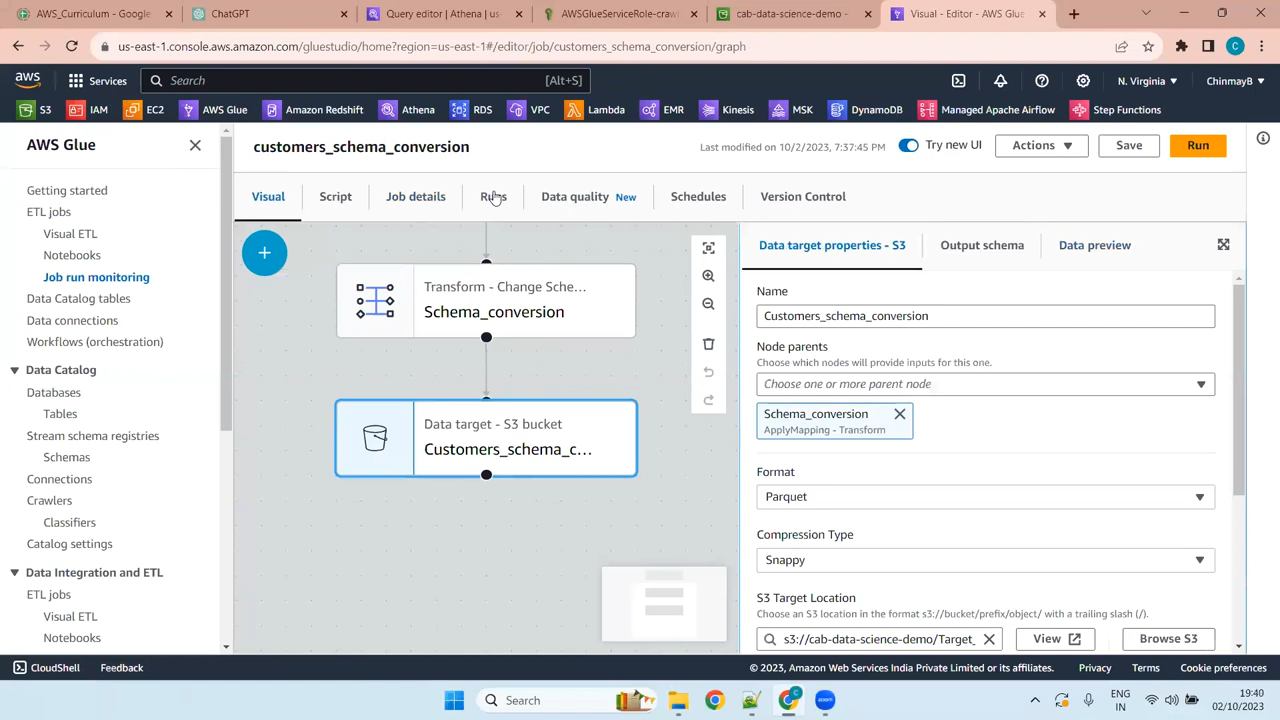 Curriculum - Google
ChatGPT
Query editor | Athena | us-
AWSGlueServiceRole-craw
cab-data-science-demo -
Visual - Editor - AWS Glue
us-east-1.console.aws.amazon.com/gluestudio/home?region=us-east-1#/editor/job/customers_schema_conversion/graph
C
aws
Services
Search
[Alt+S]
N. Virginia
ChinmayB
S3
IAM
EC2
AWS Glue
Amazon Redshift
Athena
RDS
VPC
Lambda
EMR
Kinesis
MSK
DynamoDB
Managed Apache Airflow
Step Functions
AWS Glue
Getting started
ETL jobs
Visual ETL
Notebooks
Job run monitoring
Data Catalog tables
Data connections
Workflows (orchestration)
Data Catalog
Databases
Tables
Stream schema registries
Schemas
Connections
Crawlers
Classifiers
Catalog settings
Data Integration and ETL
ETL jobs
Visual ETL
Notebooks
customers_schema_conversion
Last modified on 10/2/2023, 7:37:45 PM
Try new UI
Actions
Save
Run
Visual
Script
Job details
Runs
Data quality New
Schedules
Version Control
Transform - Change Sche...
Schema_conversion
Data target - S3 bucket
Customers_schema_c...
Data target properties - S3
Output schema
Data preview
Name
Customers_schema_conversion
Node parents
Choose which nodes will provide inputs for this one.
Choose one or more parent node
Schema_conversion
ApplyMapping - Transform
Format
Parquet
Compression Type
Snappy
S3 Target Location
Choose an S3 location in the format s3://bucket/prefix/object/ with a trailing slash (/).
s3://cab-data-science-demo/Target_
View
Browse S3
CloudShell
Feedback
© 2023, Amazon Web Services India Private Limited or its affiliates.
Privacy
Terms
Cookie preferences
Search
ENG
IN
19:40
02/10/2023